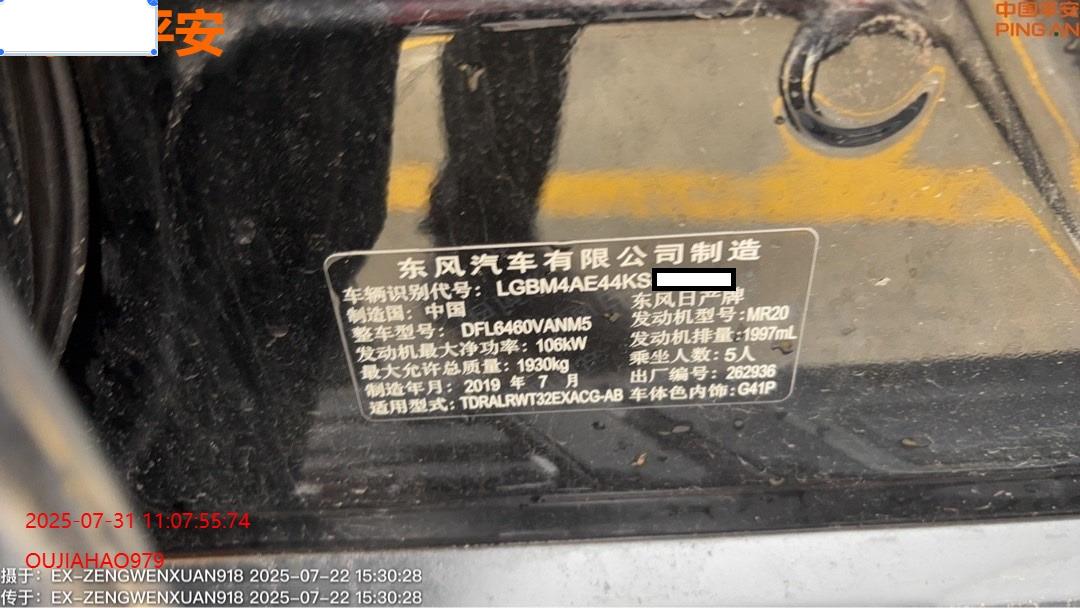 平安
中国平安
PING AN
东风汽车有限公司制造
车辆识别代号: LGBM4AE44KS
制造国: 中国 东风日产牌
整车型号: DFL6460VANM5 发动机型号:MR20
发动机最大净功率: 106kW 发动机排量:1997mL
最大允许总质量: 1930kg 乘坐人数:5人
制造年月: 2019 年 7 月 出厂编号: 262936
适用型式:TDRALRWT32EXACG-AB 车体色内饰:G41P
2025-07-31 11:07:55:74
OUJIAHAO979
摄于: EX-ZENGWENXUAN918 2025-07-22 15:30:28
传于: EX-ZENGWENXUAN918 2025-07-22 15:30:28